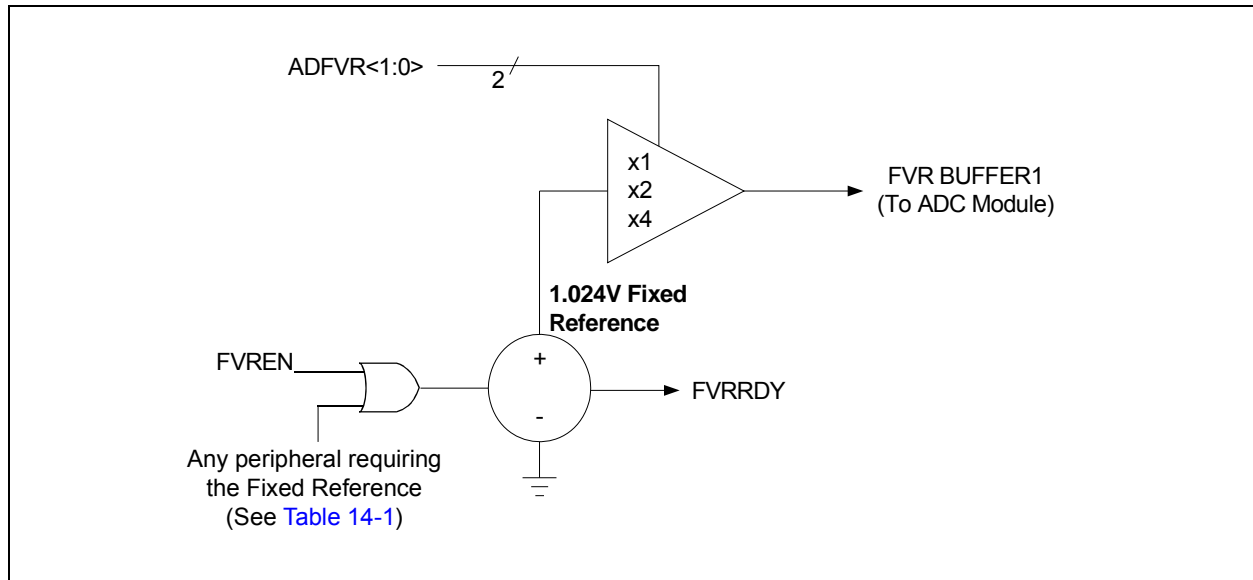 ADFVR<1:0>
2
x1
x2
x4
FVR BUFFER1
(To ADC Module)
1.024V Fixed
Reference
FVREN
+
-
FVRRDY
Any peripheral requiring
the Fixed Reference
(See Table 14-1)